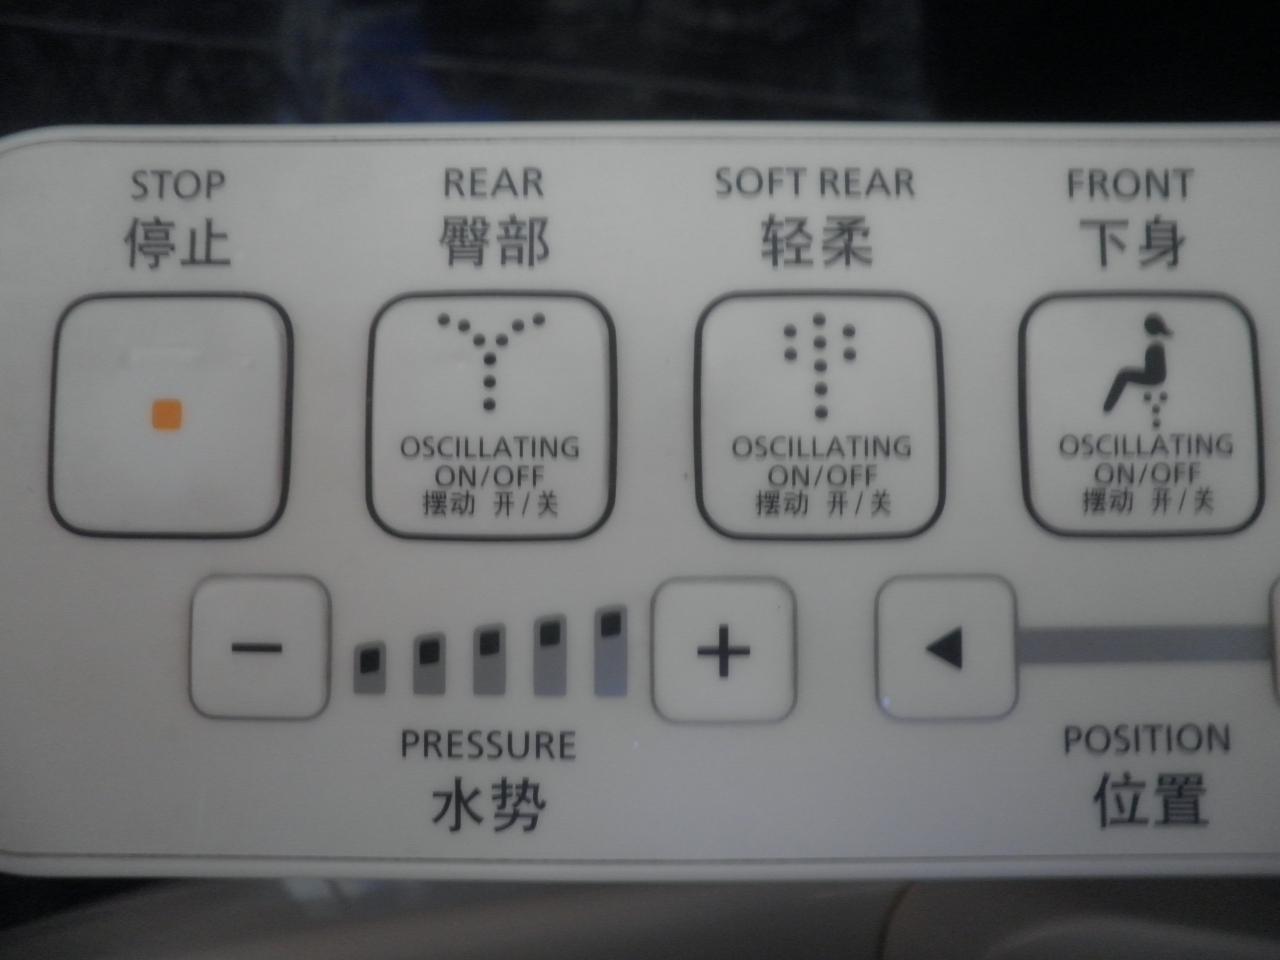 STOP
停止
REAR
臀部
OSCILLATING
ON/OFF
摆动 开/关
SOFT REAR
轻柔
OSCILLATING
ON/OFF
摆动 开/关
FRONT
下身
OSCILLATING
ON/OFF
摆动 开/关
− +
PRESSURE
水势
POSITION
位置